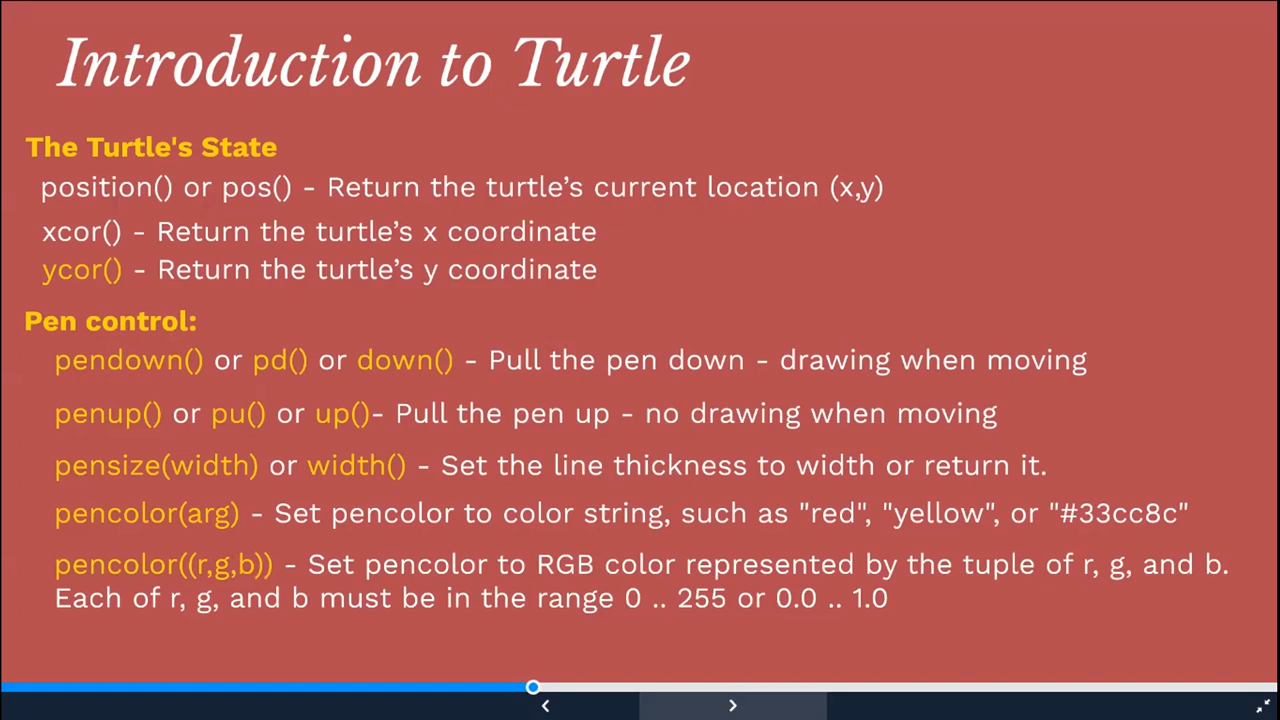 Introduction to Turtle
The Turtle's State
position() or pos() - Return the turtle’s current location (x,y)
xcor() - Return the turtle’s x coordinate
ycor() - Return the turtle’s y coordinate
Pen control:
pendown() or pd() or down() - Pull the pen down - drawing when moving
penup() or pu() or up()- Pull the pen up - no drawing when moving
pensize(width) or width() - Set the line thickness to width or return it.
pencolor(arg) - Set pencolor to color string, such as "red", "yellow", or "#33cc8c"
pencolor((r,g,b)) - Set pencolor to RGB color represented by the tuple of r, g, and b.
Each of r, g, and b must be in the range 0 .. 255 or 0.0 .. 1.0